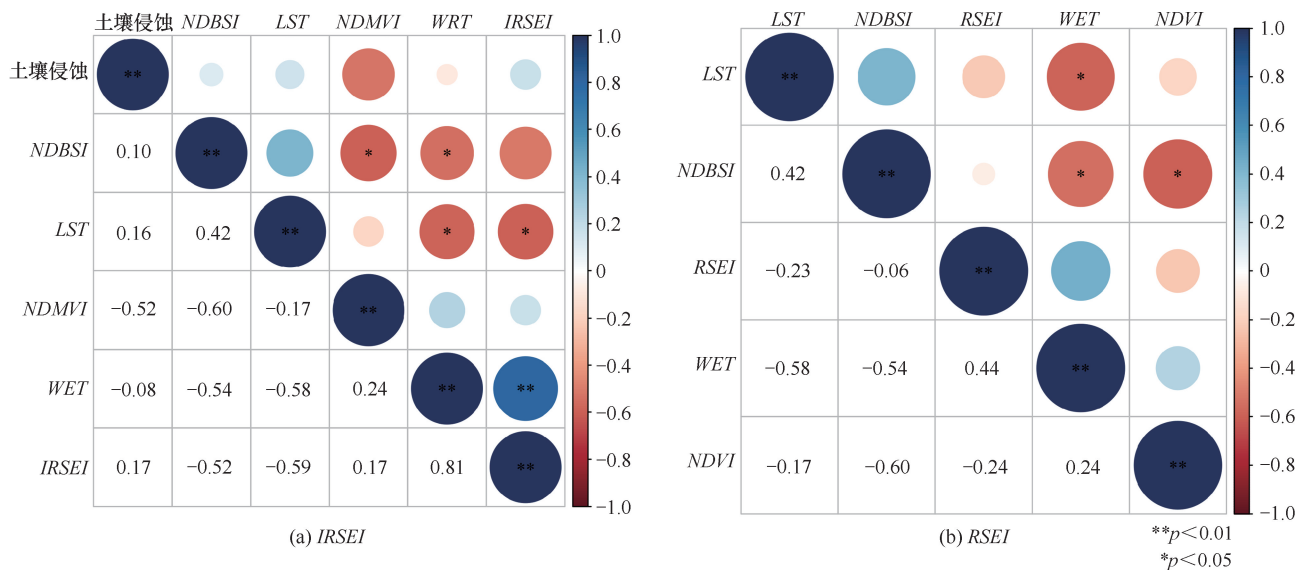 土壤侵蚀 NDBSI LST NDMVI WRT IRSEI
土壤侵蚀 ** 1.0
NDBSI 0.10 ** * * 0.8
LST 0.16 0.42 ** * * 0.6
NDMVI −0.52 −0.60 −0.17 ** 0.4
WET −0.08 −0.54 −0.58 0.24 ** ** 0.2
IRSEI 0.17 −0.52 −0.59 0.17 0.81 ** 0
−0.2
−0.4
−0.6
−0.8
−1.0
(a) IRSEI
LST NDBSI RSEI WET NDVI
LST ** * 1.0
NDBSI 0.42 ** * * 0.8
RSEI −0.23 −0.06 ** 0.6
WET −0.58 −0.54 0.44 ** 0.4
NDVI −0.17 −0.60 −0.24 0.24 ** 0.2
0
−0.2
−0.4
−0.6
−0.8
−1.0
(b) RSEI
**p<0.01
*p<0.05